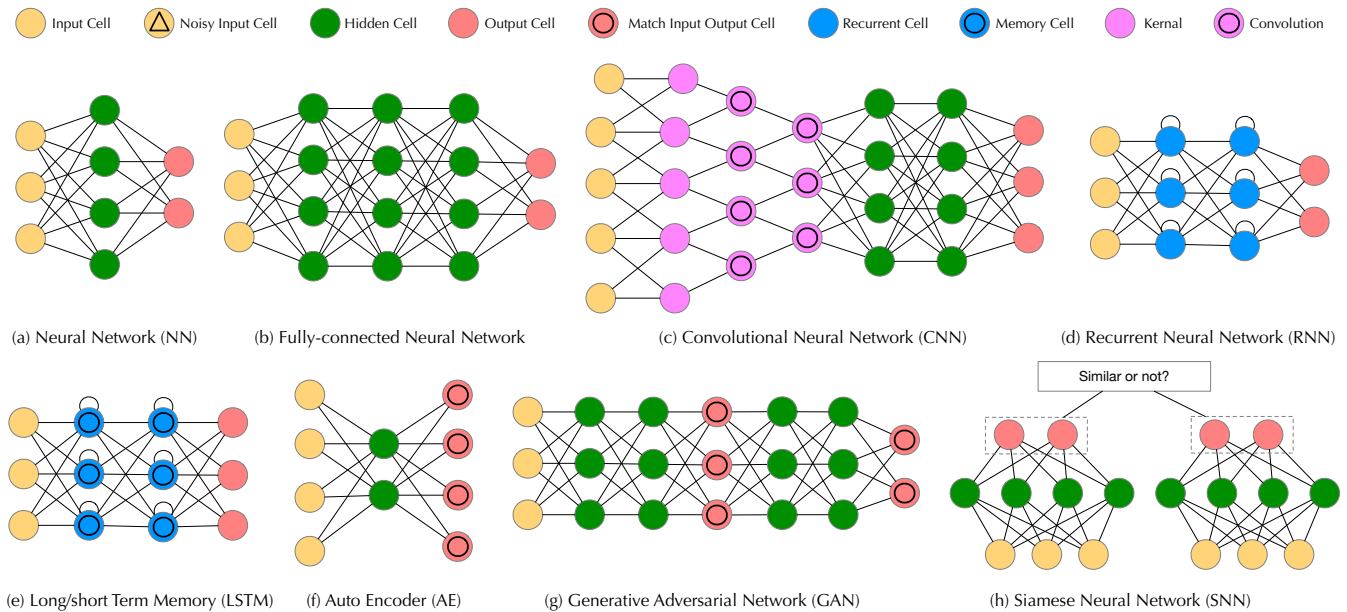 Input Cell
Noisy Input Cell
Hidden Cell
Output Cell
Match Input Output Cell
Recurrent Cell
Memory Cell
Kernal
Convolution
(a) Neural Network (NN)
(b) Fully-connected Neural Network
(c) Convolutional Neural Network (CNN)
(d) Recurrent Neural Network (RNN)
Similar or not?
(e) Long/short Term Memory (LSTM)
(f) Auto Encoder (AE)
(g) Generative Adversarial Network (GAN)
(h) Siamese Neural Network (SNN)